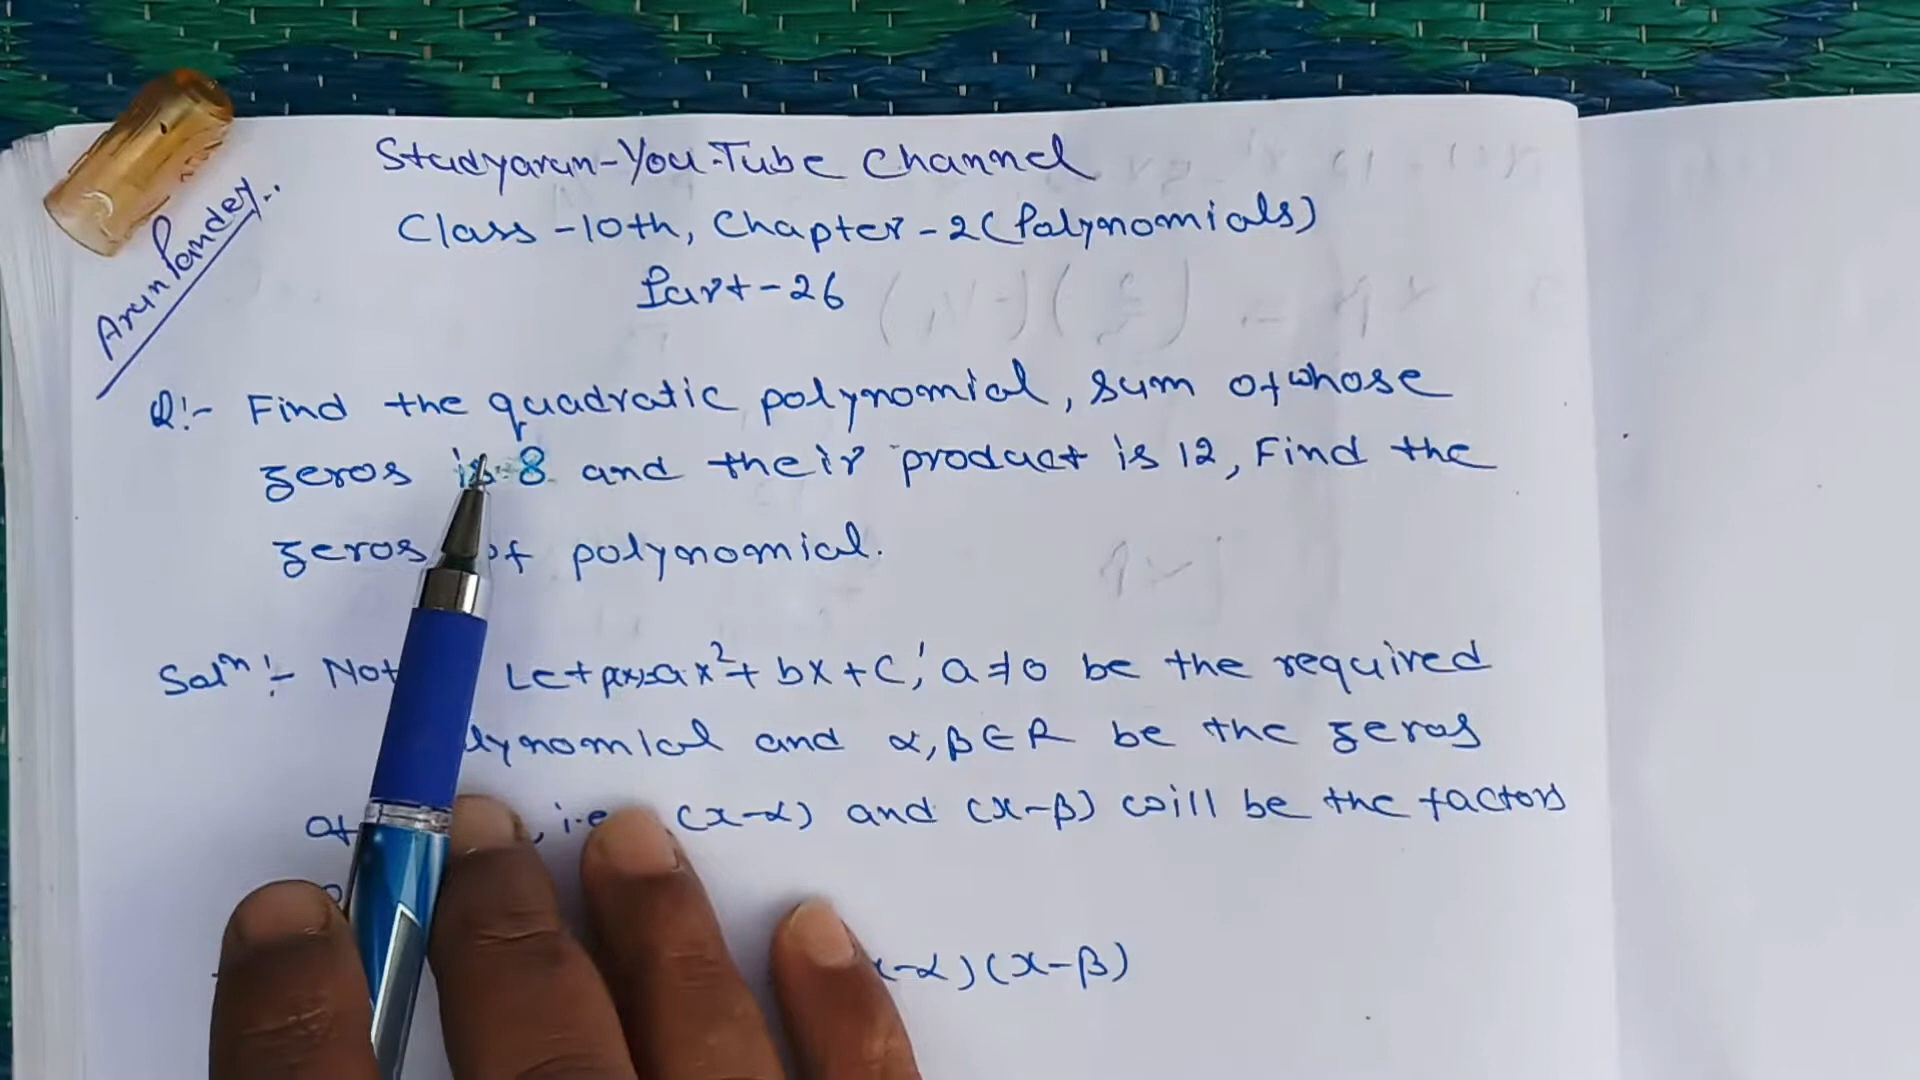 Studyarun-YouTube Channel
Class-10th, Chapter-2(Polynomials)
Part-26
Arun Pandey..
Q!- Find the quadratic polynomial, sum of whose
zeros is 8 and their product is 12, Find the
zeros of polynomial.
Solⁿ!- Not Let p(x)=ax²+bx+c, a≠0 be the required
lynomial and α,β∈R be the zeros
of , i.e (x-α) and (x-β) will be the factors
-α)(x-β)